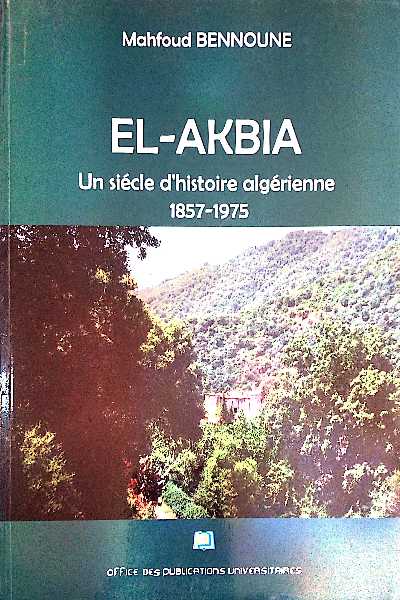 Mahfoud BENNOUNE
EL-AKBIA
Un siécle d'histoire algérienne
1857-1975
OFFICE DES PUBLICATIONS UNIVERSITAIRES